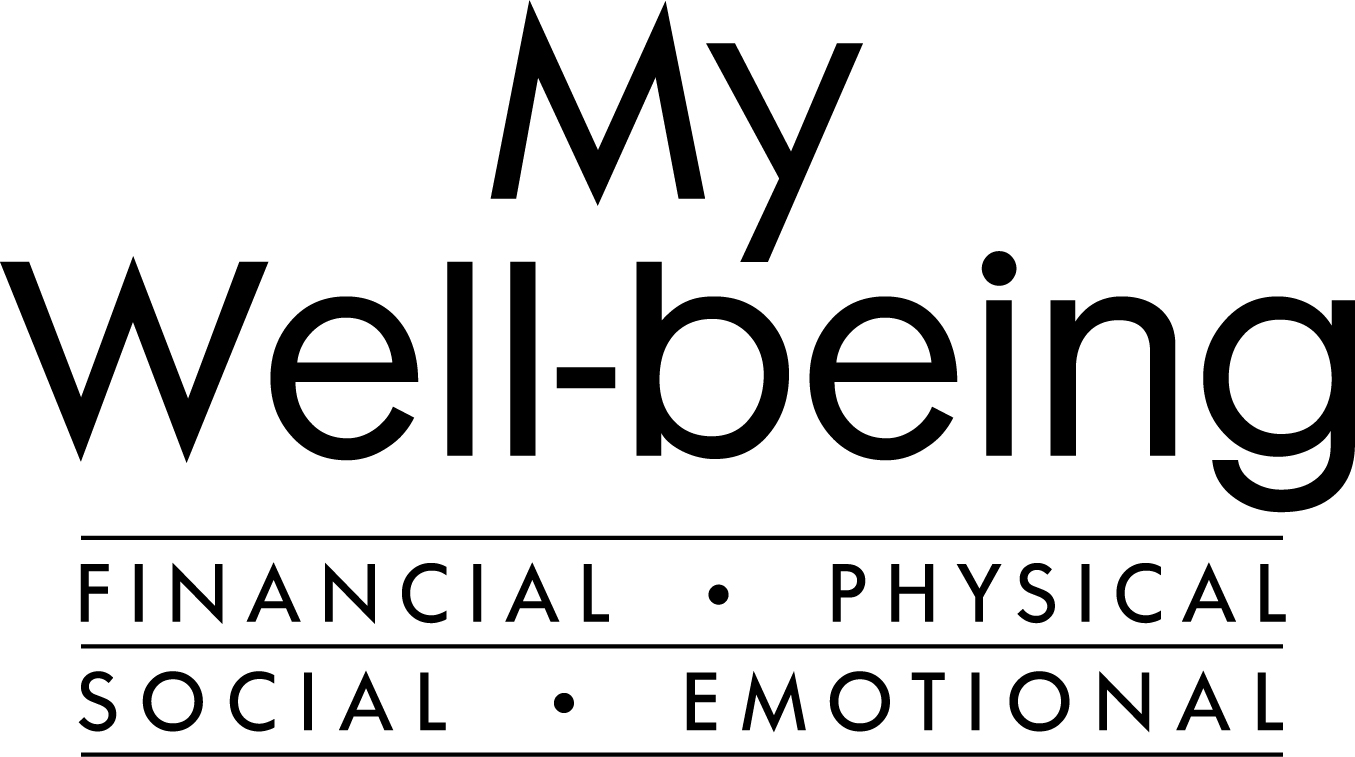 My
Well-being
FINANCIAL • PHYSICAL
SOCIAL • EMOTIONAL